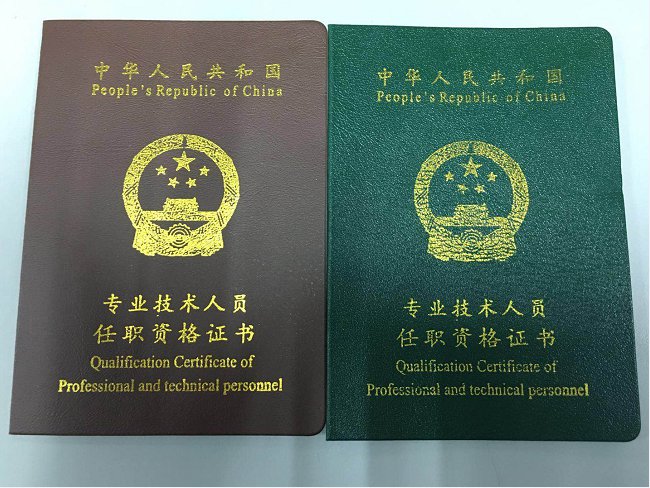 中华人民共和国
People's Republic of China
专业技术人员
任职资格证书
Qualification Certificate of
Professional and technical personnel
中华人民共和国
People's Republic of China
专业技术人员
任职资格证书
Qualification Certificate of
Professional and technical personnel